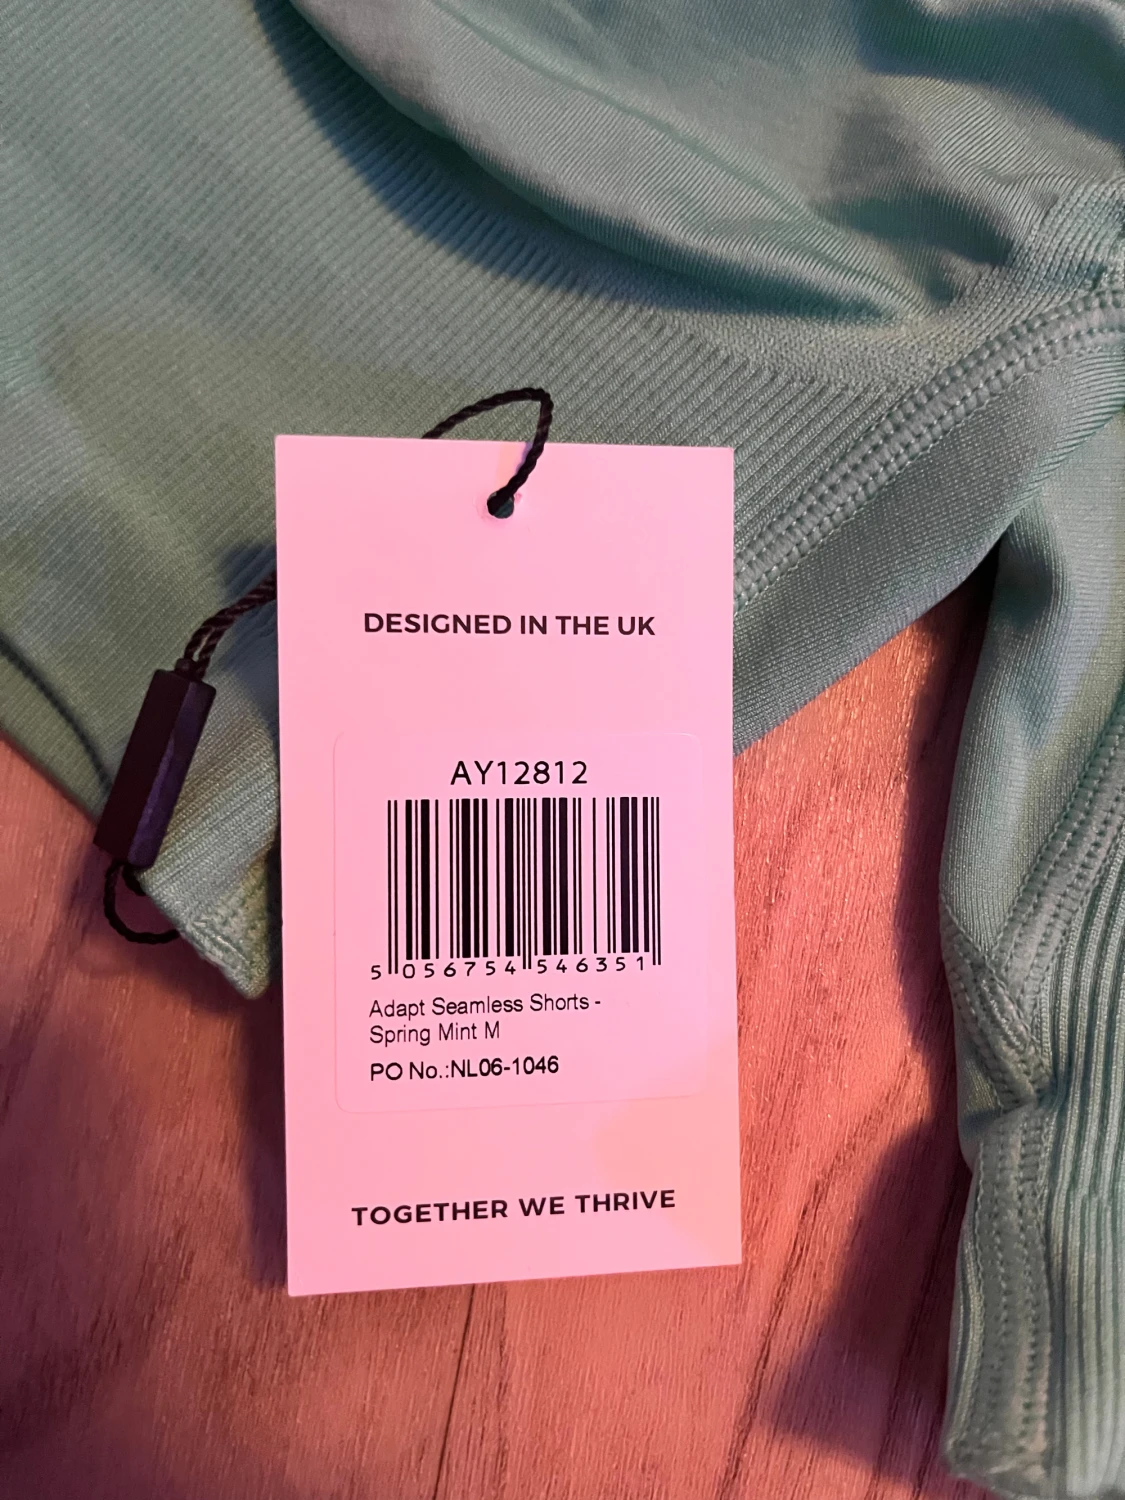 DESIGNED IN THE UK
AY12812
5 056754 546351
Adapt Seamless Shorts -
Spring Mint M
PO No.:NL06-1046
TOGETHER WE THRIVE